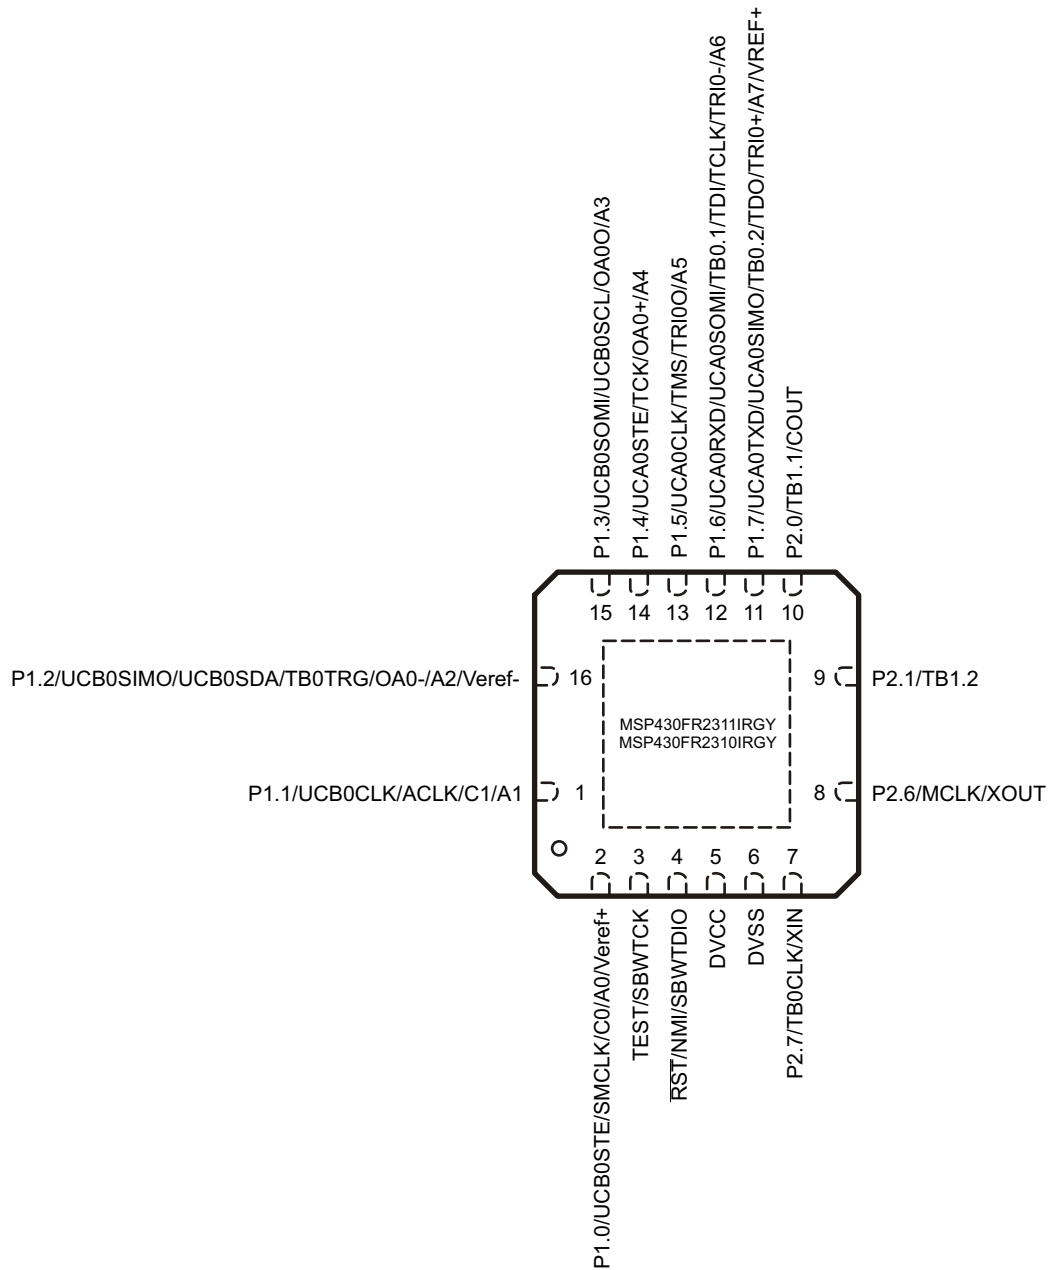 P1.3/UCB0SOMI/UCB0SCL/OA0O/A3
P1.4/UCA0STE/TCK/OA0+/A4
P1.5/UCA0CLK/TMS/TRI0O/A5
P1.6/UCA0RXD/UCA0SOMI/TB0.1/TDI/TCLK/TRI0-/A6
P1.7/UCA0TXD/UCA0SIMO/TB0.2/TDO/TRI0+/A7/VREF+
P2.0/TB1.1/COUT
15 14 13 12 11 10
P1.2/UCB0SIMO/UCB0SDA/TB0TRG/OA0-/A2/Veref- 16
9 P2.1/TB1.2
MSP430FR2311IRGY
MSP430FR2310IRGY
P1.1/UCB0CLK/ACLK/C1/A1 1
8 P2.6/MCLK/XOUT
2 3 4 5 6 7
P1.0/UCB0STE/SMCLK/C0/A0/Veref+
TEST/SBWTCK
RST/NMI/SBWTDIO
DVCC
DVSS
P2.7/TB0CLK/XIN